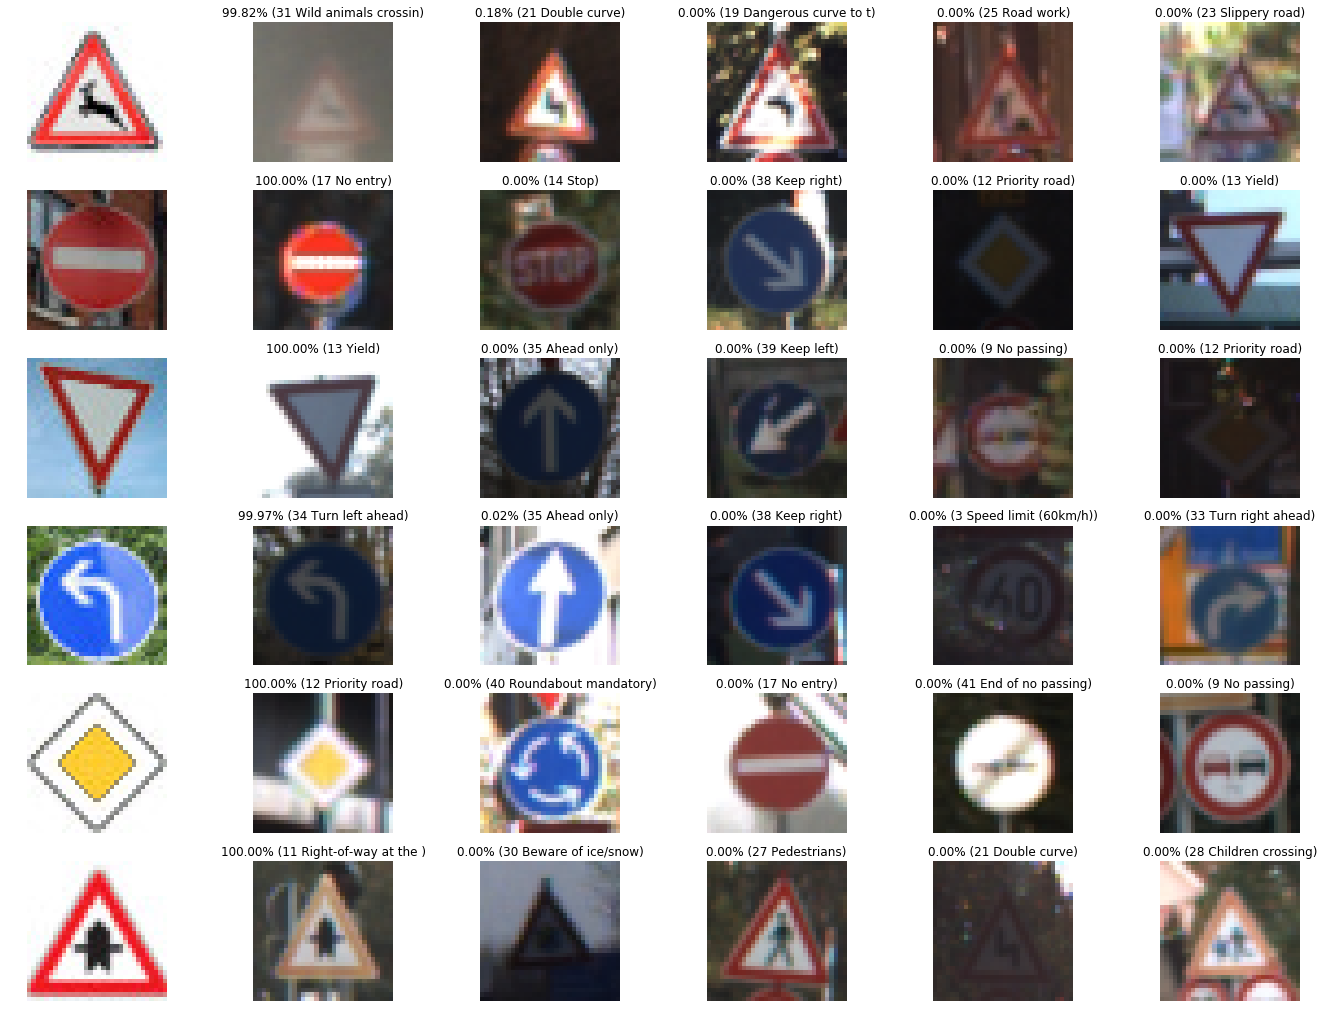 99.82% (31 Wild animals crossin)
0.18% (21 Double curve)
0.00% (19 Dangerous curve to t)
0.00% (25 Road work)
0.00% (23 Slippery road)
100.00% (17 No entry)
0.00% (14 Stop)
0.00% (38 Keep right)
0.00% (12 Priority road)
0.00% (13 Yield)
STOP
100.00% (13 Yield)
0.00% (35 Ahead only)
0.00% (39 Keep left)
0.00% (9 No passing)
0.00% (12 Priority road)
99.97% (34 Turn left ahead)
0.02% (35 Ahead only)
0.00% (38 Keep right)
0.00% (3 Speed limit (60km/h))
0.00% (33 Turn right ahead)
100.00% (12 Priority road)
0.00% (40 Roundabout mandatory)
0.00% (17 No entry)
0.00% (41 End of no passing)
0.00% (9 No passing)
100.00% (11 Right-of-way at the )
0.00% (30 Beware of ice/snow)
0.00% (27 Pedestrians)
0.00% (21 Double curve)
0.00% (28 Children crossing)